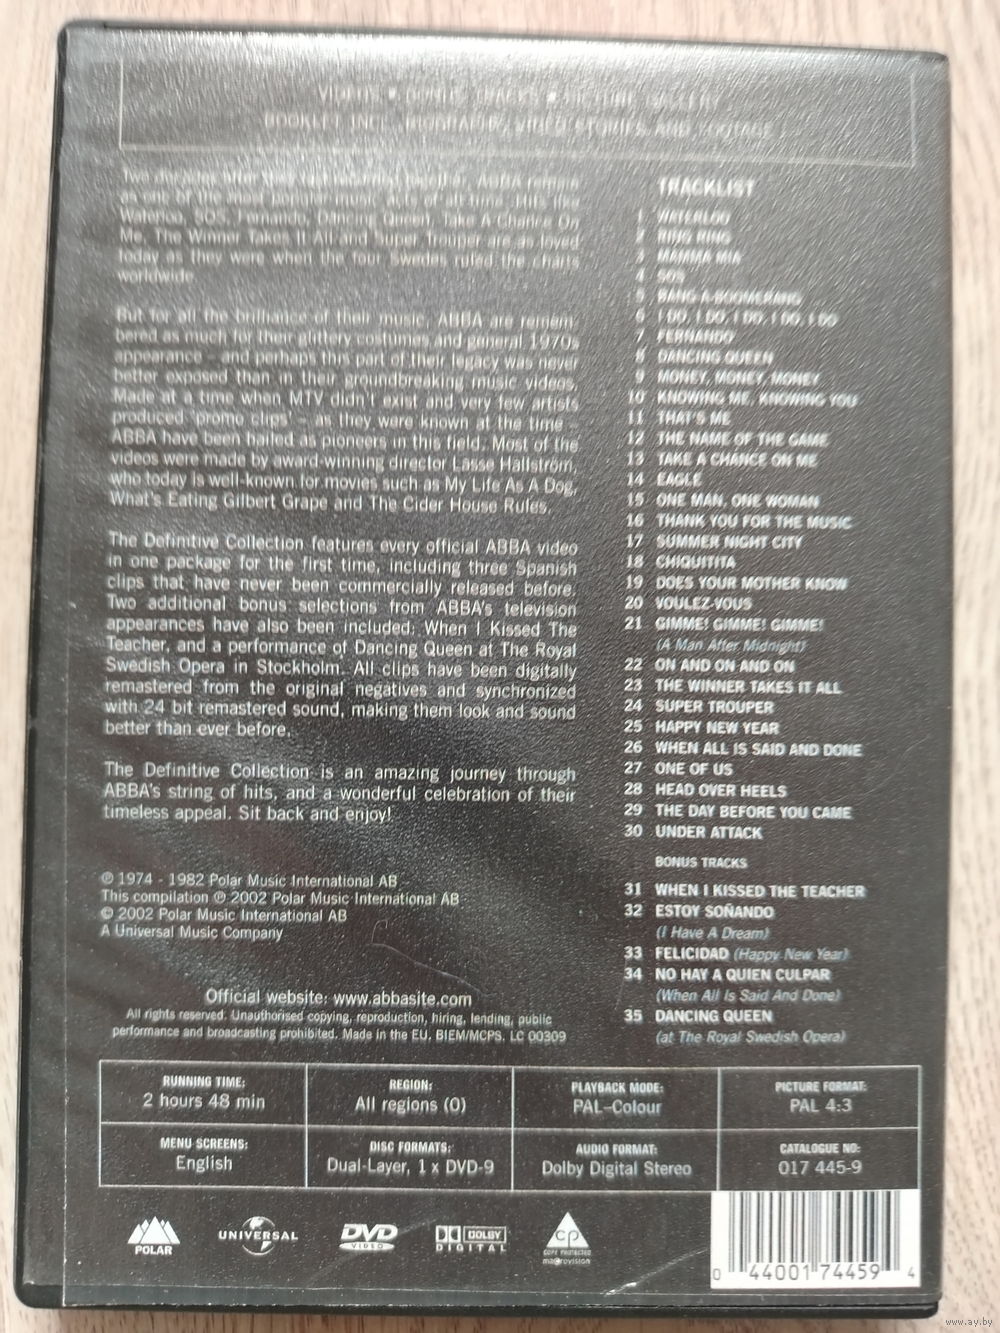 VIDEOS • BONUS TRACKS • PICTURE GALLERY
BOOKLET INCL. BIOGRAPHY, VIDEO STORIES AND FOOTAGE
of all time. Hits like
Waterloo, SOS, Fernando, Dancing Queen, Take A Chance On
Me, The Winner Takes It All and Super Trouper are as loved
today as they were when the four Swedes ruled the charts
worldwide.
But for all the brilliance of their music, ABBA are remem-
bered as much for their glittery costumes and general 1970s
appearance – and perhaps this part of their legacy was never
better exposed than in their groundbreaking music videos.
Made at a time when MTV didn't exist and very few artists
produced 'promo clips' – as they were known at the time –
ABBA have been hailed as pioneers in this field. Most of the
videos were made by award-winning director Lasse Hallström,
who today is well-known for movies such as My Life As A Dog,
What's Eating Gilbert Grape and The Cider House Rules.
The Definitive Collection features every official ABBA video
in one package for the first time, including three Spanish
clips that have never been commercially released before.
Two additional bonus selections from ABBA's television
appearances have also been included: When I Kissed The
Teacher, and a performance of Dancing Queen at The Royal
Swedish Opera in Stockholm. All clips have been digitally
remastered from the original negatives and synchronized
with 24 bit remastered sound, making them look and sound
better than ever before.
The Definitive Collection is an amazing journey through
ABBA's string of hits, and a wonderful celebration of their
timeless appeal. Sit back and enjoy!
℗ 1974 - 1982 Polar Music International AB
This compilation ℗ 2002 Polar Music International AB
© 2002 Polar Music International AB
A Universal Music Company
Official website: www.abbasite.com
All rights reserved. Unauthorised copying, reproduction, hiring, lending, public
performance and broadcasting prohibited. Made in the EU. BIEM/MCPS. LC 00309
TRACKLIST
1 WATERLOO
2 RING RING
3 MAMMA MIA
4 SOS
5 BANG-A-BOOMERANG
6 I DO, I DO, I DO, I DO, I DO
7 FERNANDO
8 DANCING QUEEN
9 MONEY, MONEY, MONEY
10 KNOWING ME, KNOWING YOU
11 THAT'S ME
12 THE NAME OF THE GAME
13 TAKE A CHANCE ON ME
14 EAGLE
15 ONE MAN, ONE WOMAN
16 THANK YOU FOR THE MUSIC
17 SUMMER NIGHT CITY
18 CHIQUITITA
19 DOES YOUR MOTHER KNOW
20 VOULEZ-VOUS
21 GIMME! GIMME! GIMME!
(A Man After Midnight)
22 ON AND ON AND ON
23 THE WINNER TAKES IT ALL
24 SUPER TROUPER
25 HAPPY NEW YEAR
26 WHEN ALL IS SAID AND DONE
27 ONE OF US
28 HEAD OVER HEELS
29 THE DAY BEFORE YOU CAME
30 UNDER ATTACK
BONUS TRACKS
31 WHEN I KISSED THE TEACHER
32 ESTOY SOÑANDO
(I Have A Dream)
33 FELICIDAD (Happy New Year)
34 NO HAY A QUIEN CULPAR
(When All Is Said And Done)
35 DANCING QUEEN
(at The Royal Swedish Opera)
RUNNING TIME:
2 hours 48 min
REGION:
All regions (0)
PLAYBACK MODE:
PAL–Colour
PICTURE FORMAT:
PAL 4:3
MENU SCREENS:
English
DISC FORMATS:
Dual-Layer, 1 x DVD-9
AUDIO FORMAT:
Dolby Digital Stereo
CATALOGUE NO:
017 445-9
POLAR
UNIVERSAL
DVD
VIDEO
DOLBY
DIGITAL
CP
COPY PROTECTED
macrovision
0 44001 74459 4
www.ay.by